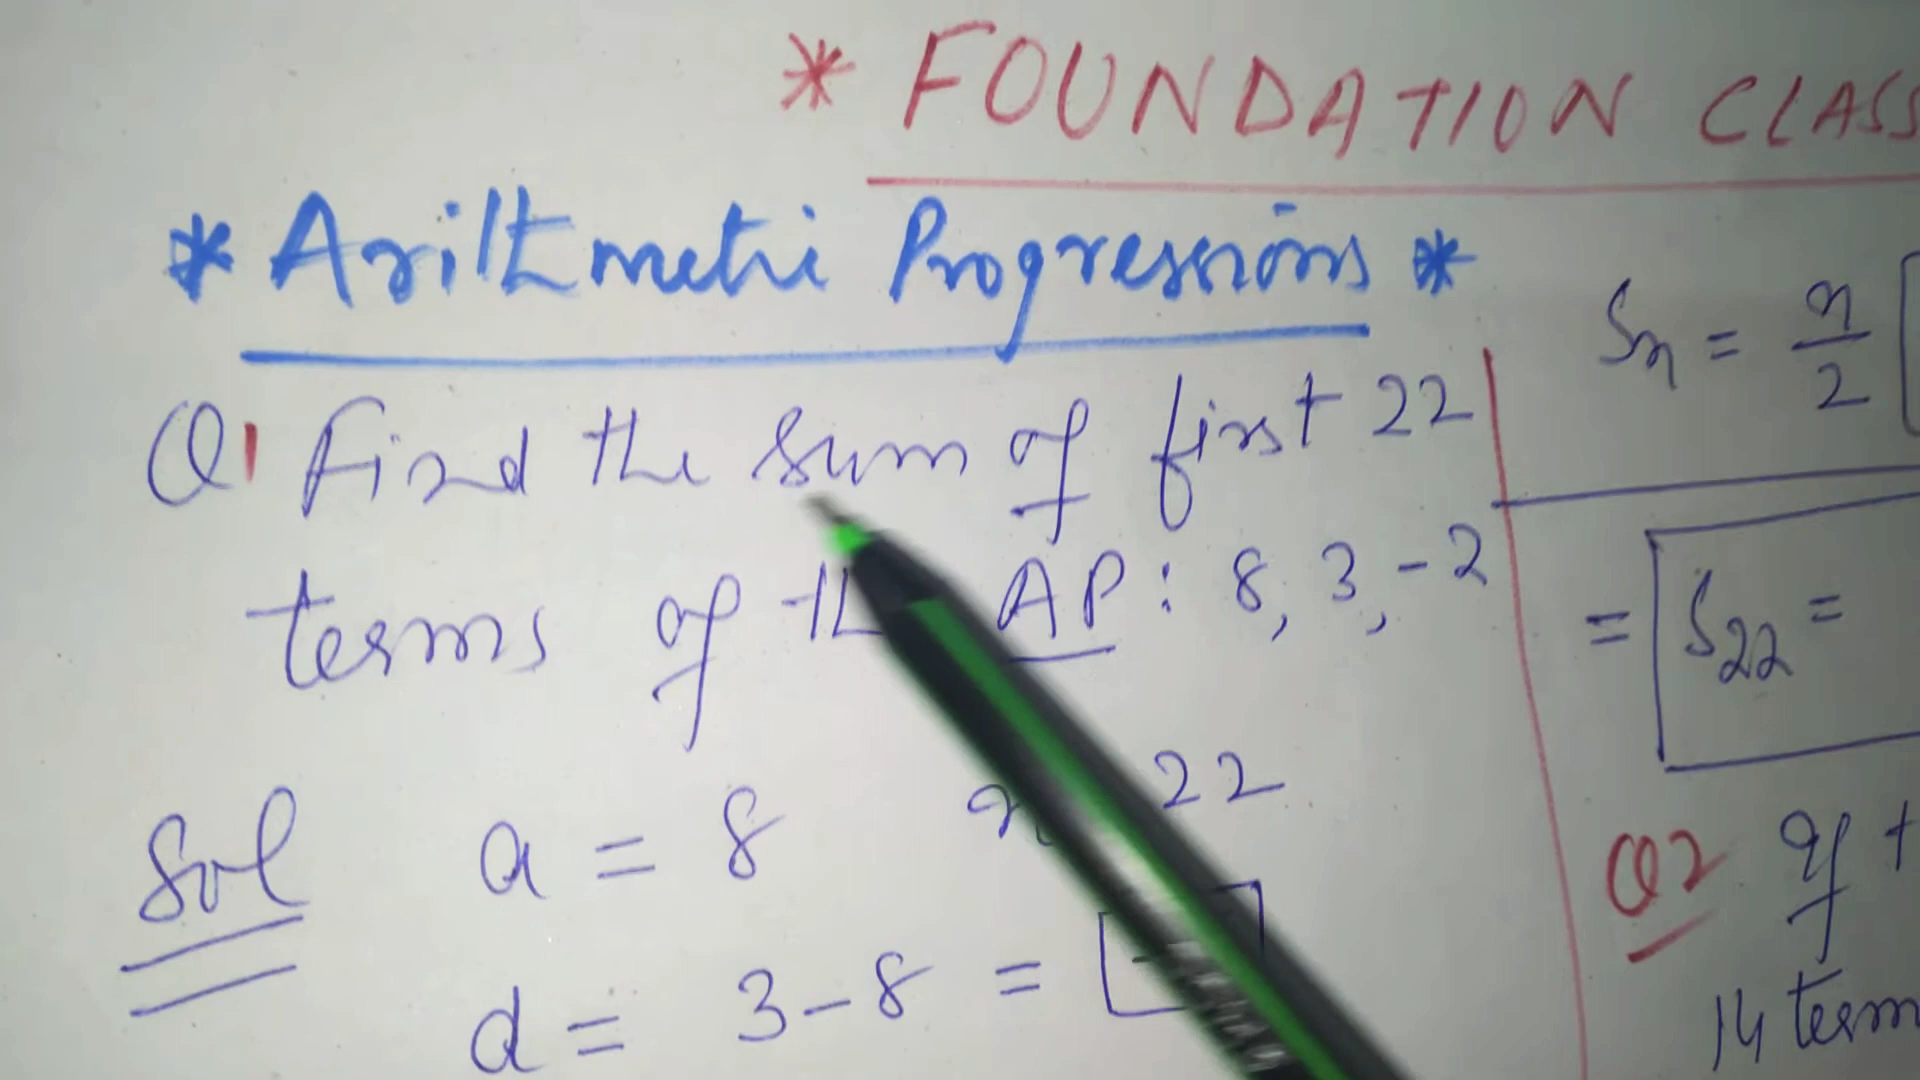 * FOUNDATION CLASS
* Arithmetic Progressions *
Q1 Find the sum of first 22
terms of the AP: 8, 3, -2
Sol a = 8 n 22
d = 3-8 =
Sn = n/2 [
= S22 =
Q2 If t
14 term